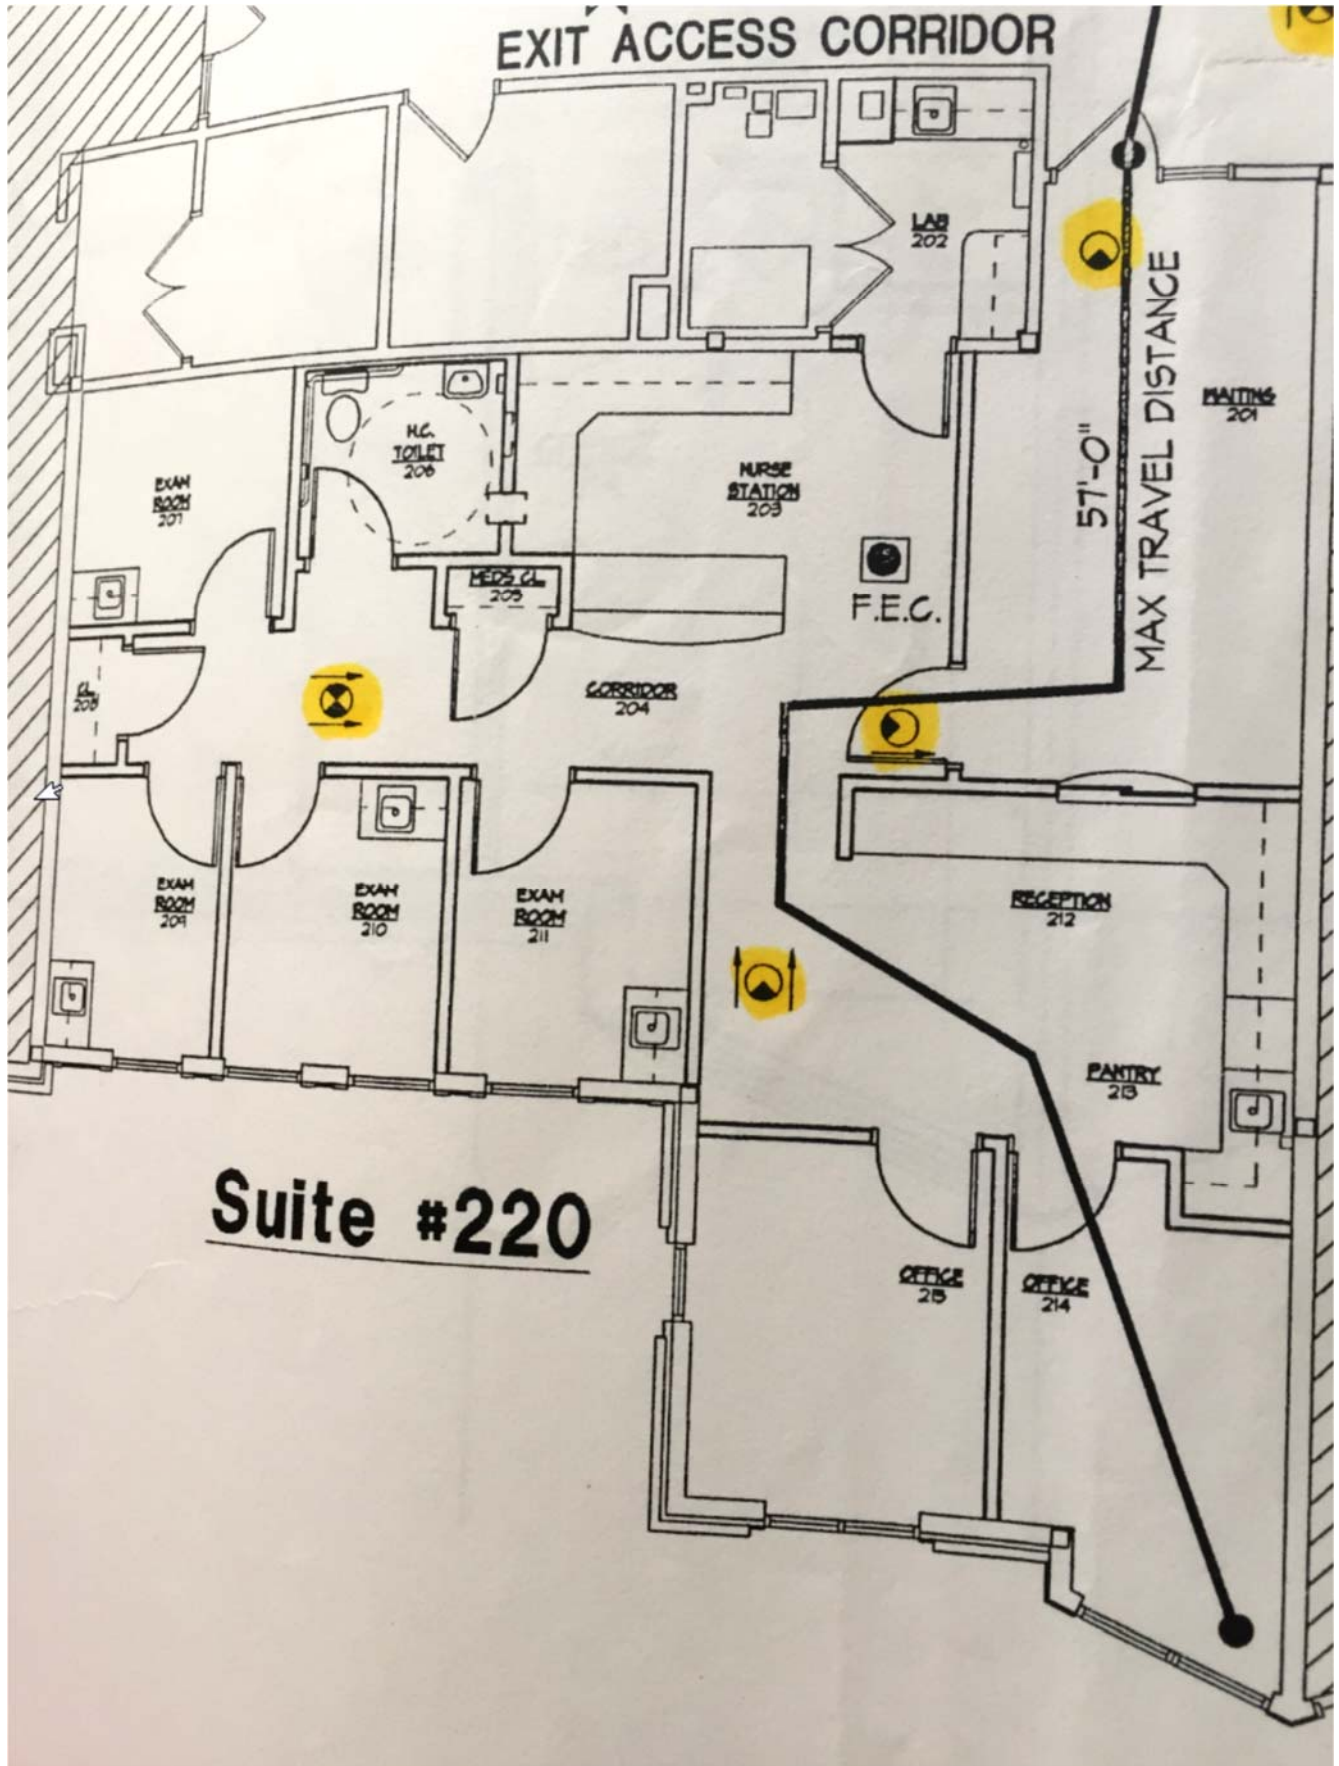 EXIT ACCESS CORRIDOR
LAB
202
57'-0"
MAX TRAVEL DISTANCE
WAITING
201
H.C.
TOILET
206
EXAM
ROOM
207
NURSE
STATION
203
MEDS CL.
205
F.E.C.
CL.
208
CORRIDOR
204
EXAM
ROOM
209
EXAM
ROOM
210
EXAM
ROOM
211
RECEPTION
212
PANTRY
213
Suite #220
OFFICE
215
OFFICE
214